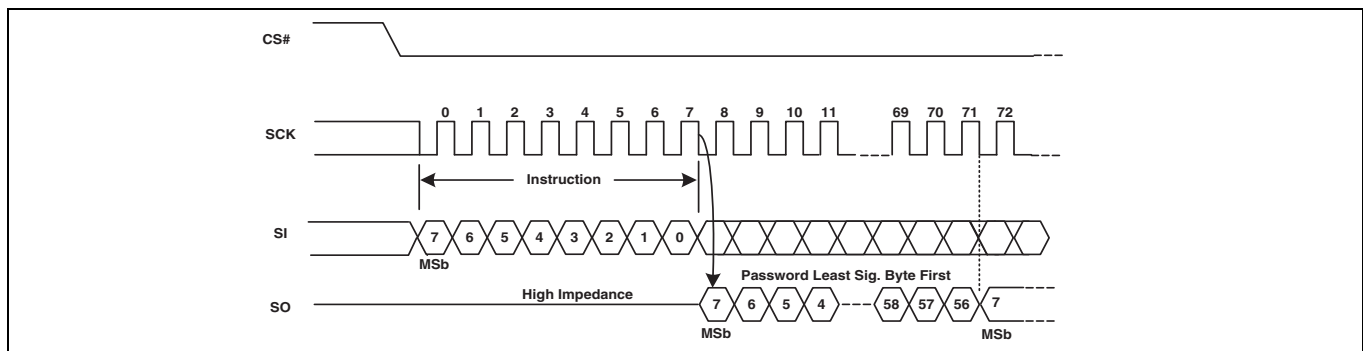 CS#
0 1 2 3 4 5 6 7 8 9 10 11 69 70 71 72
SCK
Instruction
SI
7 6 5 4 3 2 1 0
MSb
Password Least Sig. Byte First
High Impedance
SO
7 6 5 4 58 57 56 7
MSb MSb